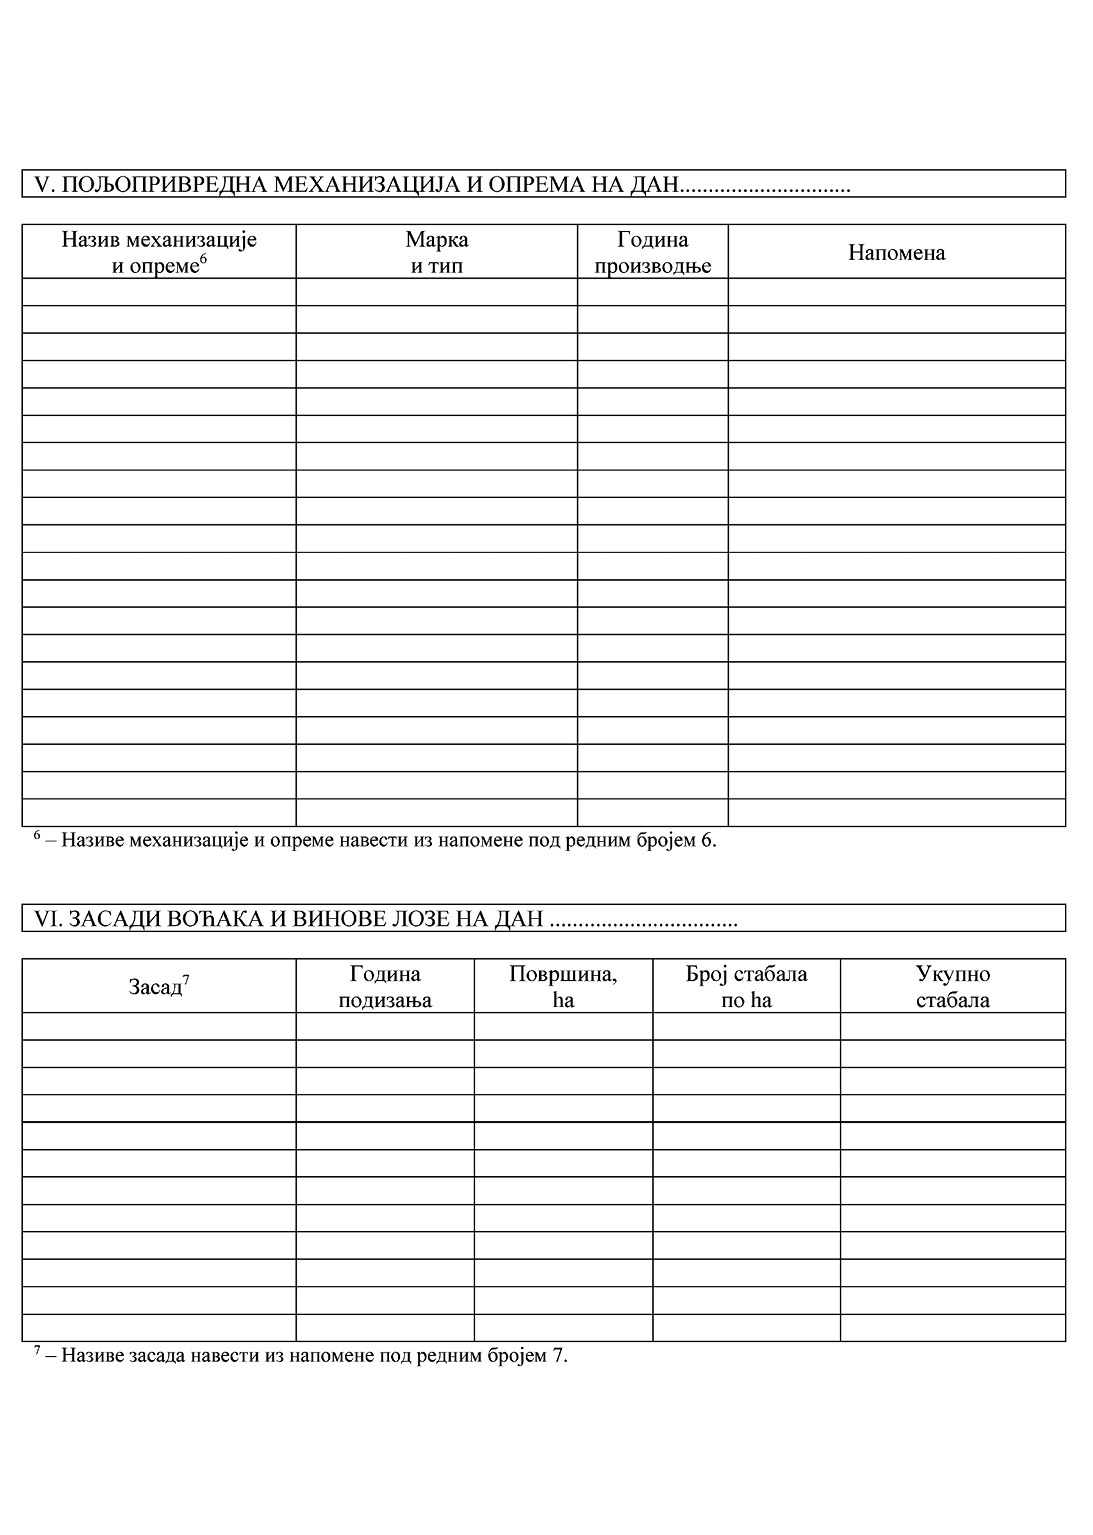 V. ПОЉОПРИВРЕДНА МЕХАНИЗАЦИЈА И ОПРЕМА НА ДАН..............................
Назив механизације
и опреме⁶
Марка
и тип
Година
производње
Напомена
⁶ – Називе механизације и опреме навести из напомене под редним бројем 6.
VI. ЗАСАДИ ВОЋАКА И ВИНОВЕ ЛОЗЕ НА ДАН .................................
Засад⁷
Година
подизања
Површина,
ha
Број стабала
по ha
Укупно
стабала
⁷ – Називе засада навести из напомене под редним бројем 7.